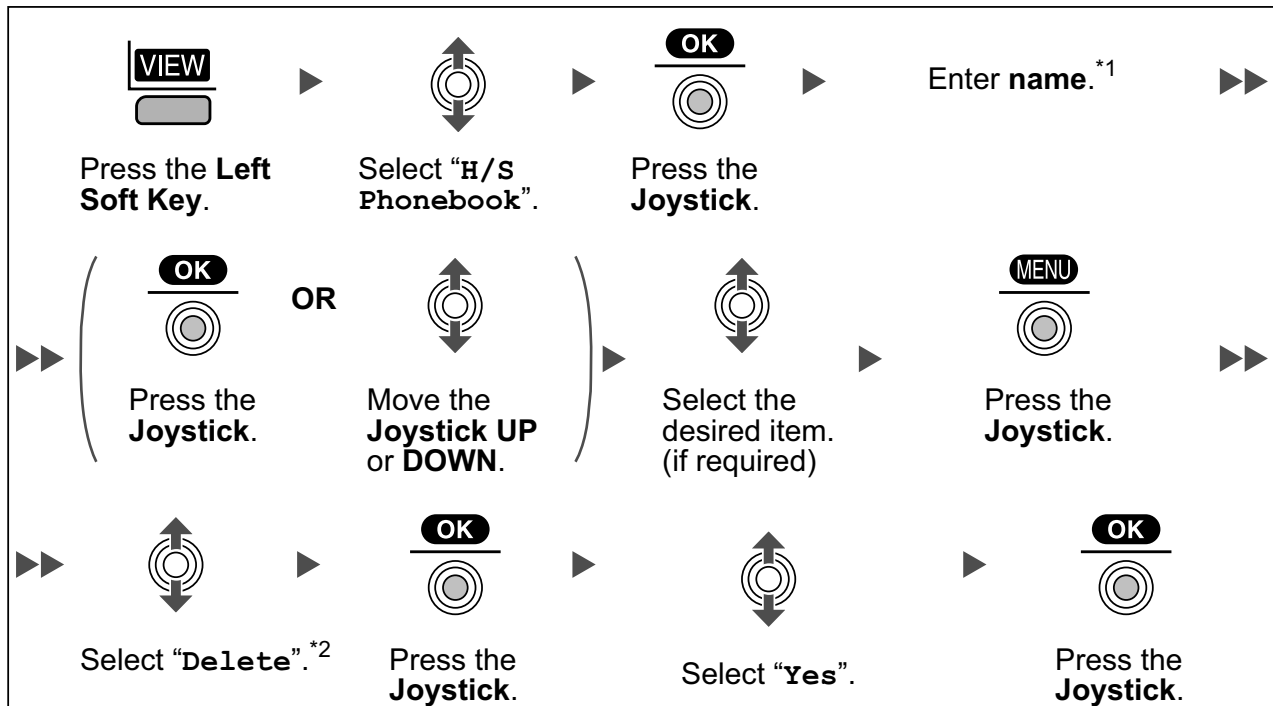 VIEW
Press the Left
Soft Key.
Select “H/S
Phonebook”.
OK
Press the
Joystick.
Enter name.*1
OK
Press the
Joystick.
OR
Move the
Joystick UP
or DOWN.
Select the
desired item.
(if required)
MENU
Press the
Joystick.
Select “Delete”.*2
OK
Press the
Joystick.
Select “Yes”.
OK
Press the
Joystick.